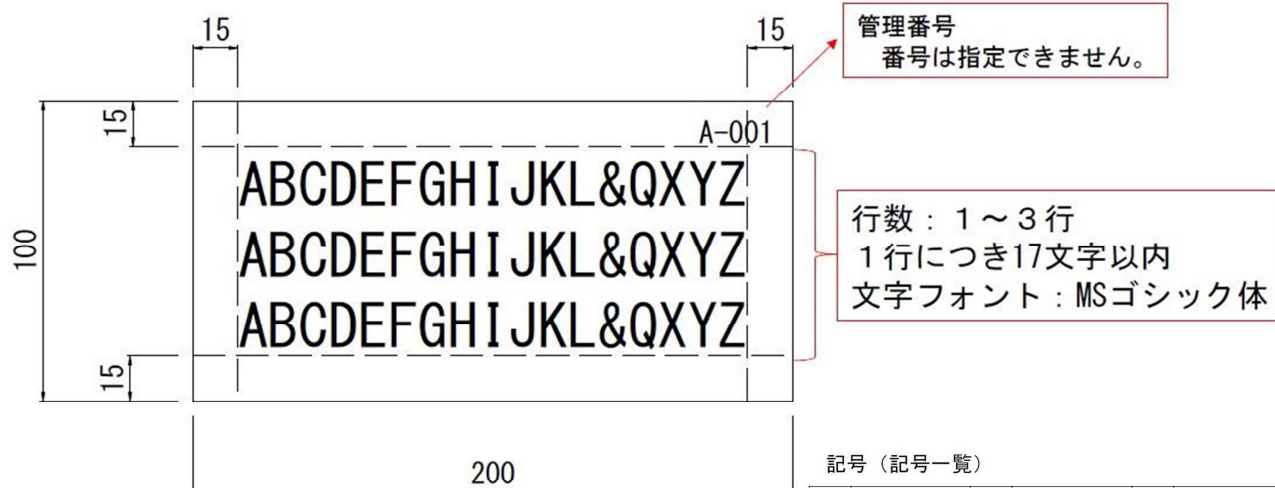 15
15
管理番号
番号は指定できません。
15
A-001
ABCDEFGHIJKL&QXYZ
ABCDEFGHIJKL&QXYZ
ABCDEFGHIJKL&QXYZ
100
行数：１～３行
１行につき17文字以内
文字フォント：MSゴシック体
15
200
記号（記号一覧）